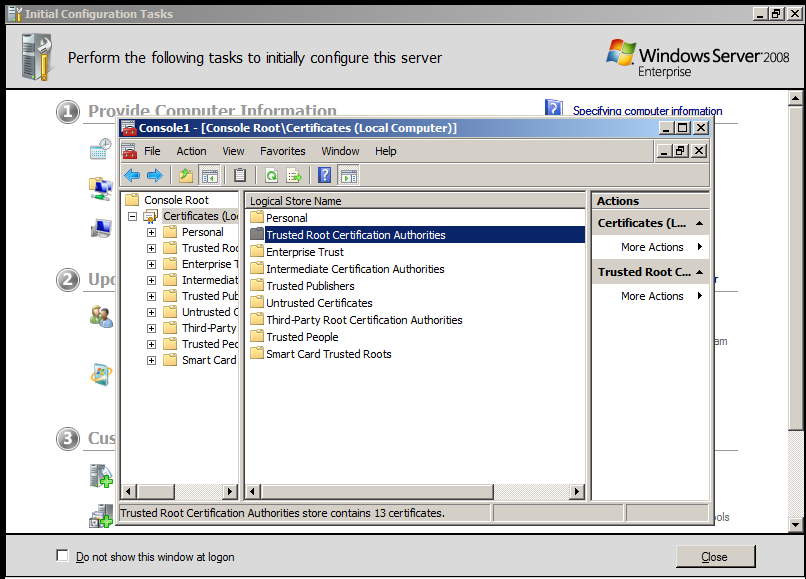 Initial Configuration Tasks
Perform the following tasks to initially configure this server
Windows Server 2008
Enterprise
1 Provide Computer Information
Specifying computer information
Console1 - [Console Root\Certificates (Local Computer)]
File Action View Favorites Window Help
Console Root
Certificates (Lo
Personal
Trusted Roo
Enterprise T
Intermediat
Trusted Pub
Untrusted C
Third-Party
Trusted Peo
Smart Card
Logical Store Name
Personal
Trusted Root Certification Authorities
Enterprise Trust
Intermediate Certification Authorities
Trusted Publishers
Untrusted Certificates
Third-Party Root Certification Authorities
Trusted People
Smart Card Trusted Roots
Actions
Certificates (L...
More Actions
Trusted Root C...
More Actions
2 Upd
r
am
3 Cus
ools
Trusted Root Certification Authorities store contains 13 certificates.
Do not show this window at logon
Close